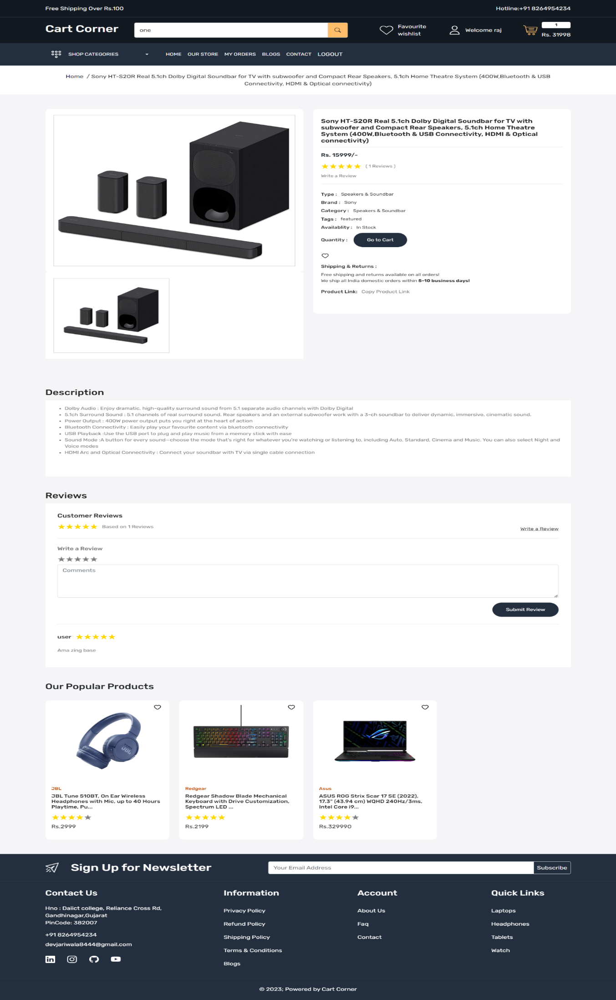 Free Shipping Over Rs.100
Hotline:+91 8264954234
Cart Corner
one
Favourite
wishlist
Welcome raj
1
Rs. 31998
SHOP CATEGORIES
HOME OUR STORE MY ORDERS BLOGS CONTACT LOGOUT
Home / Sony HT-S20R Real 5.1ch Dolby Digital Soundbar for TV with subwoofer and Compact Rear Speakers, 5.1ch Home Theatre System (400W,Bluetooth & USB
Connectivity, HDMI & Optical connectivity)
Sony HT-S20R Real 5.1ch Dolby Digital Soundbar for TV with
subwoofer and Compact Rear Speakers, 5.1ch Home Theatre
System (400W,Bluetooth & USB Connectivity, HDMI & Optical
connectivity)
Rs. 15999/-
( 1 Reviews )
Write a Review
Type : Speakers & Soundbar
Brand : Sony
Category : Speakers & Soundbar
Tags : featured
Availablity : In Stock
Quantity : Go to Cart
Shipping & Returns :
Free shipping and returns available on all orders!
We ship all India domestic orders within 5-10 business days!
Product Link: Copy Product Link
Description
• Dolby Audio : Enjoy dramatic, high-quality surround sound from 5.1 separate audio channels with Dolby Digital
• 5.1ch Surround Sound : 5.1 channels of real surround sound. Rear speakers and an external subwoofer work with a 3-ch soundbar to deliver dynamic, immersive, cinematic sound.
• Power Output : 400W power output puts you right at the heart of action
• Bluetooth Connectivity : Easily play your favourite content via bluetooth connectivity
• USB Playback :Use the USB port to plug and play music from a memory stick with ease
• Sound Mode :A button for every sound—choose the mode that's right for whatever you're watching or listening to, including Auto, Standard, Cinema and Music. You can also select Night and
Voice modes
• HDMI Arc and Optical Connectivity : Connect your soundbar with TV via single cable connection
Reviews
Customer Reviews
Based on 1 Reviews
Write a Review
Write a Review
Comments
Submit Review
user
Ama zing base
Our Popular Products
JBL
JBL Tune 510BT, On Ear Wireless
Headphones with Mic, up to 40 Hours
Playtime, Pu...
Rs.2999
Redgear
Redgear Shadow Blade Mechanical
Keyboard with Drive Customization,
Spectrum LED ...
Rs.2199
Asus
ASUS ROG Strix Scar 17 SE (2022),
17.3" (43.94 cm) WQHD 240Hz/3ms,
Intel Core i9...
Rs.329990
Sign Up for Newsletter
Your Email Address
Subscribe
Contact Us
Hno : Daiict college, Reliance Cross Rd,
Gandhinagar,Gujarat
PinCode: 382007
+91 8264954234
devjariwala8444@gmail.com
Information
Privacy Policy
Refund Policy
Shipping Policy
Terms & Conditions
Blogs
Account
About Us
Faq
Contact
Quick Links
Laptops
Headphones
Tablets
Watch
© 2023; Powered by Cart Corner